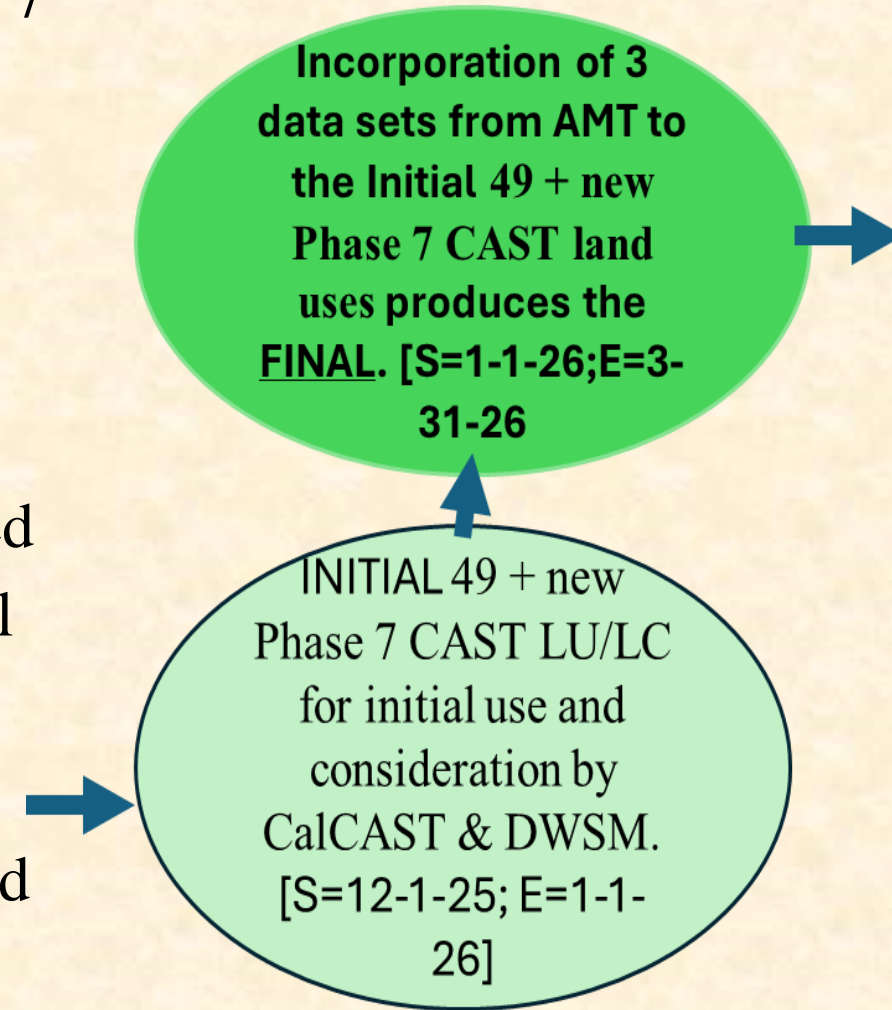 Incorporation of 3
data sets from AMT to
the Initial 49 + new
Phase 7 CAST land
uses produces the
FINAL. [S=1-1-26;E=3-
31-26
INITIAL 49 + new
Phase 7 CAST LU/LC
for initial use and
consideration by
CalCAST & DWSM.
[S=12-1-25; E=1-1-
26]